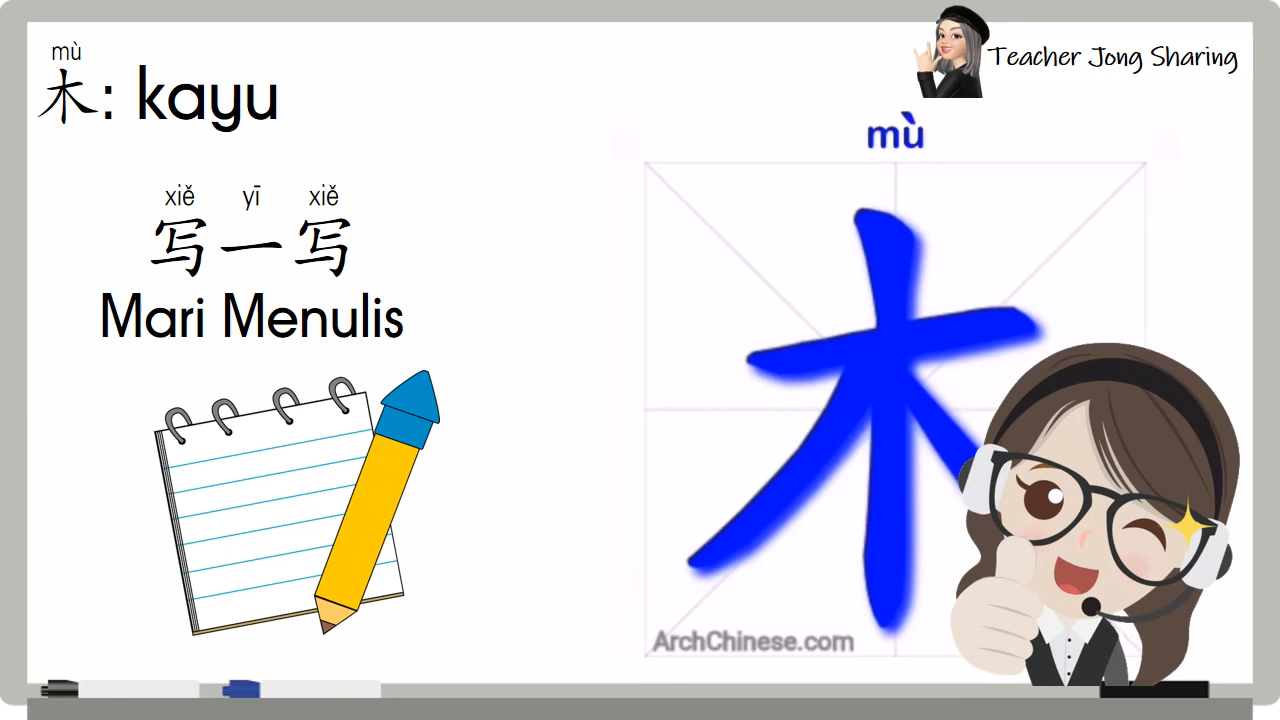 mù
木: kayu
xiě yī xiě
写一写
Mari Menulis
Teacher Jong Sharing
mù
木
ArchChinese.com